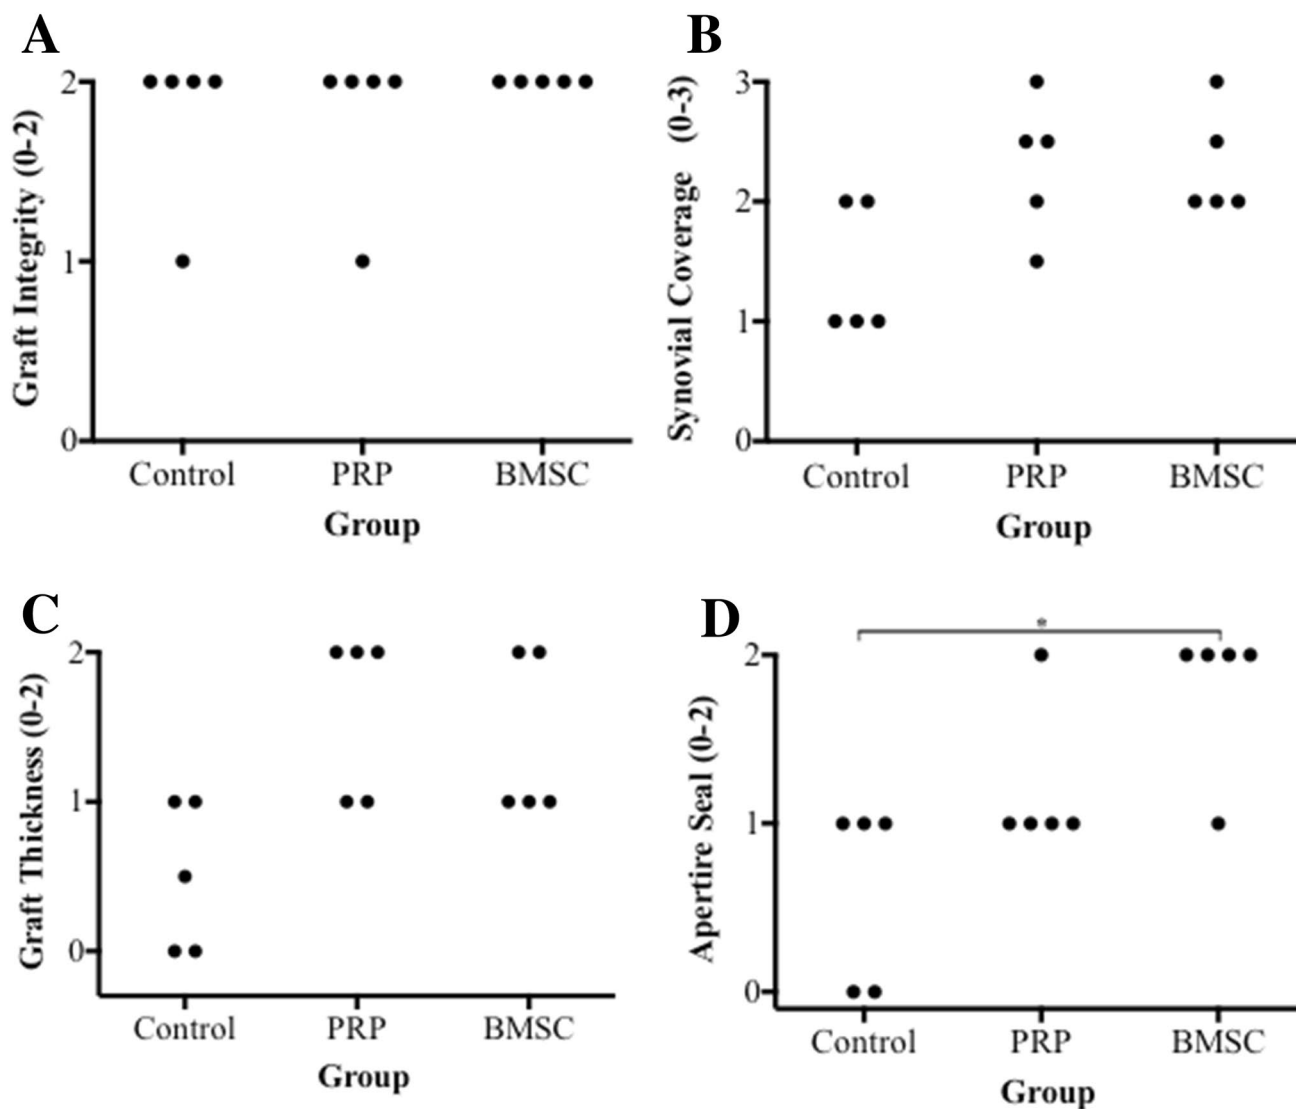 A
Graft Integrity (0-2)
2
1
0
Control PRP BMSC
Group
B
Synovial Coverage (0-3)
3
2
1
0
Control PRP BMSC
Group
C
Graft Thickness (0-2)
2
1
0
Control PRP BMSC
Group
D
Apertire Seal (0-2)
*
2
1
0
Control PRP BMSC
Group